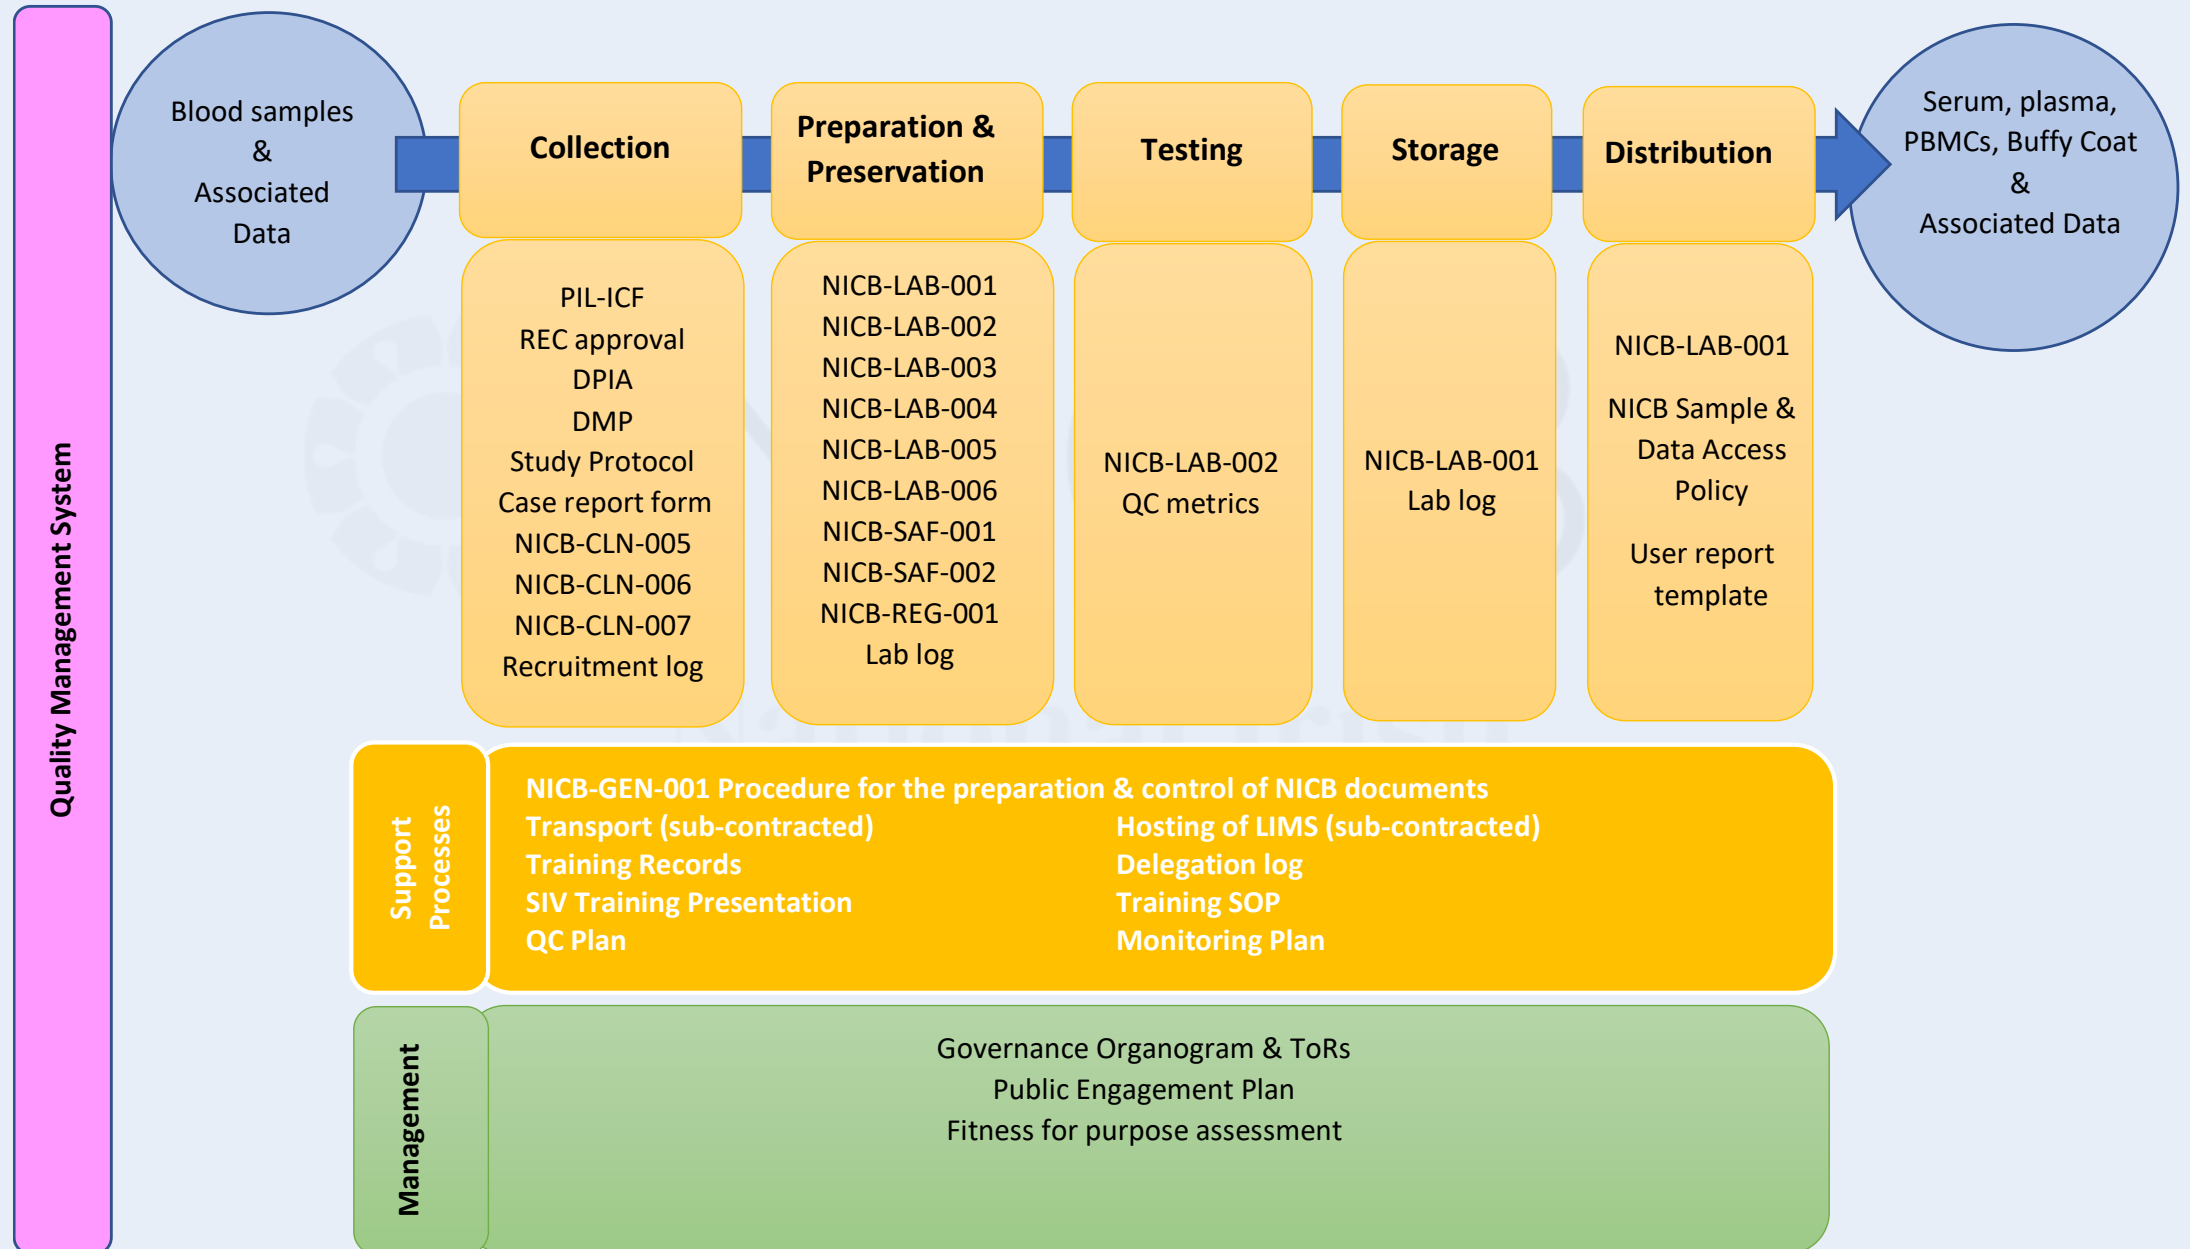 Quality Management System
Blood samples
&
Associated
Data
Collection
Preparation &
Preservation
Testing
Storage
Distribution
Serum, plasma,
PBMCs, Buffy Coat
&
Associated Data
PIL-ICF
REC approval
DPIA
DMP
Study Protocol
Case report form
NICB-CLN-005
NICB-CLN-006
NICB-CLN-007
Recruitment log
NICB-LAB-001
NICB-LAB-002
NICB-LAB-003
NICB-LAB-004
NICB-LAB-005
NICB-LAB-006
NICB-SAF-001
NICB-SAF-002
NICB-REG-001
Lab log
NICB-LAB-002
QC metrics
NICB-LAB-001
Lab log
NICB-LAB-001
NICB Sample &
Data Access
Policy
User report
template
Support
Processes
NICB-GEN-001 Procedure for the preparation & control of NICB documents
Transport (sub-contracted)
Hosting of LIMS (sub-contracted)
Training Records
Delegation log
SIV Training Presentation
Training SOP
QC Plan
Monitoring Plan
Management
Governance Organogram & ToRs
Public Engagement Plan
Fitness for purpose assessment